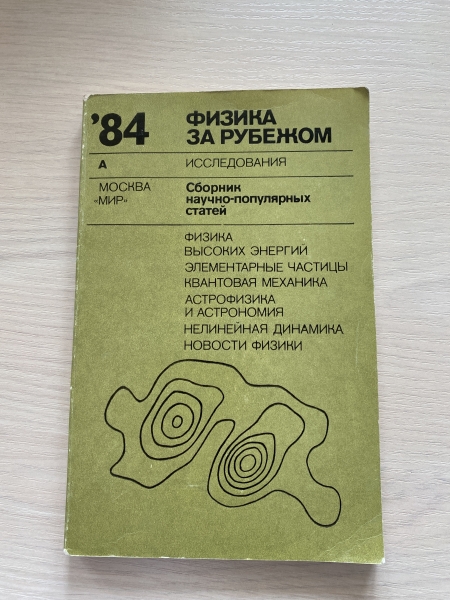 '84
ФИЗИКА
ЗА РУБЕЖОМ
А
ИССЛЕДОВАНИЯ
МОСКВА
«МИР»
Сборник
научно-популярных
статей
ФИЗИКА
ВЫСОКИХ ЭНЕРГИЙ
ЭЛЕМЕНТАРНЫЕ ЧАСТИЦЫ
КВАНТОВАЯ МЕХАНИКА
АСТРОФИЗИКА
И АСТРОНОМИЯ
НЕЛИНЕЙНАЯ ДИНАМИКА
НОВОСТИ ФИЗИКИ